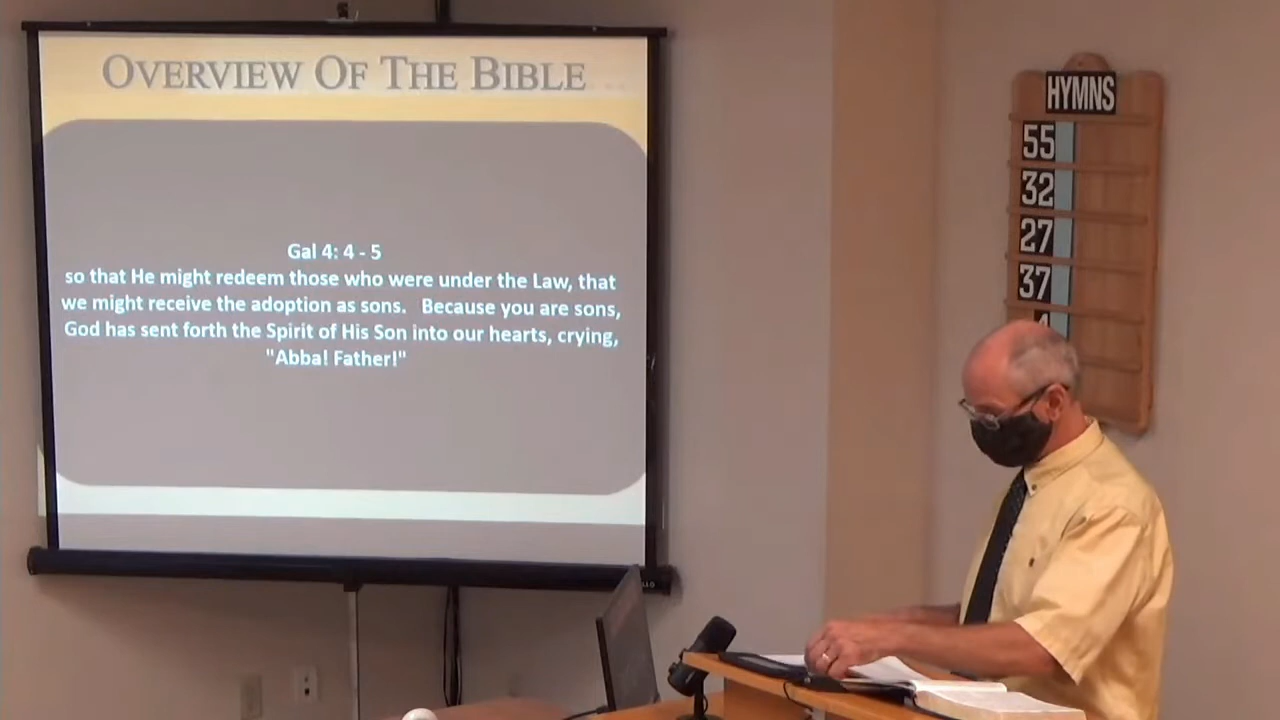 OVERVIEW OF THE BIBLE
Gal 4: 4 - 5
so that He might redeem those who were under the Law, that
we might receive the adoption as sons.   Because you are sons,
God has sent forth the Spirit of His Son into our hearts, crying,
"Abba! Father!"
HYMNS
55
32
27
37